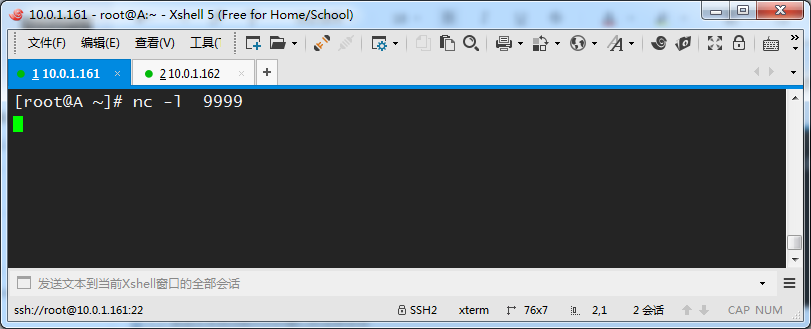 10.0.1.161 - root@A:~ - Xshell 5 (Free for Home/School)
文件(F) 编辑(E) 查看(V) 工具(T
1 10.0.1.161 × 2 10.0.1.162 × +
[root@A ~]# nc -l  9999
发送文本到当前Xshell窗口的全部会话
ssh://root@10.0.1.161:22 SSH2 xterm 76x7 2,1 2 会话 CAP NUM